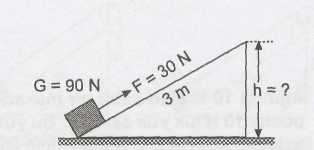 G = 90 N
F = 30 N
3 m
h = ?